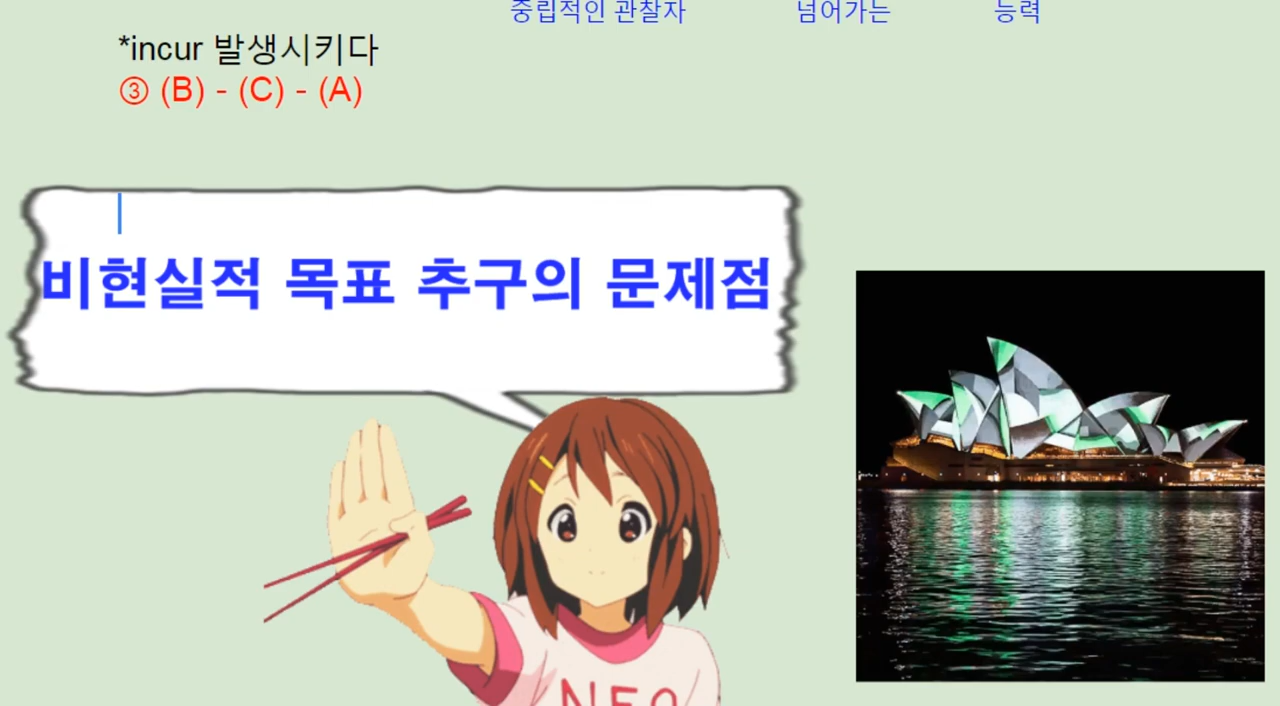 중립적인 관찰자 넘어가는 능력
*incur 발생시키다
③ (B) - (C) - (A)
비현실적 목표 추구의 문제점
NEO